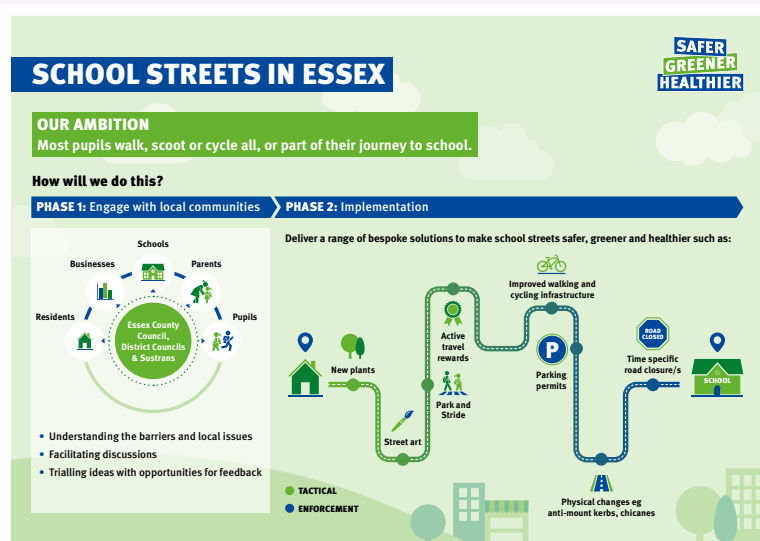 SCHOOL STREETS IN ESSEX
SAFER
GREENER
HEALTHIER
OUR AMBITION
Most pupils walk, scoot or cycle all, or part of their journey to school.
How will we do this?
PHASE 1: Engage with local communities
PHASE 2: Implementation
Schools
Businesses
Parents
Residents
Pupils
Essex County
Council,
District Councils
& Sustrans
• Understanding the barriers and local issues
• Facilitating discussions
• Trialling ideas with opportunities for feedback
Deliver a range of bespoke solutions to make school streets safer, greener and healthier such as:
New plants
Street art
Park and
Stride
Active
travel
rewards
Improved walking and
cycling infrastructure
P
Parking
permits
Physical changes eg
anti-mount kerbs, chicanes
ROAD
CLOSED
Time specific
road closure/s
SCHOOL
TACTICAL
ENFORCEMENT